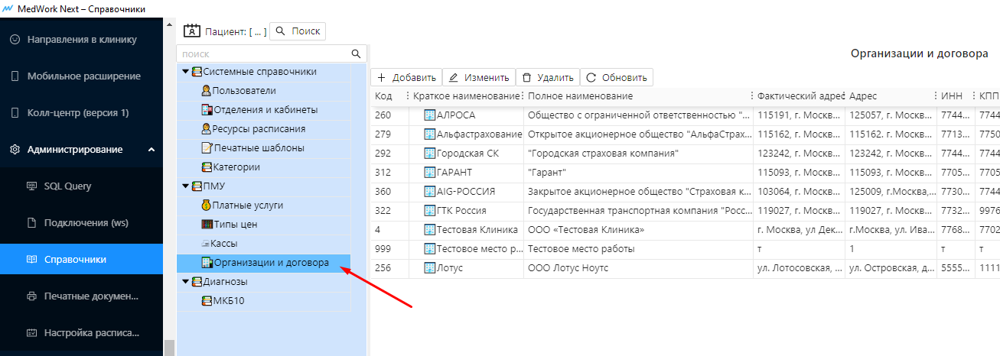 MedWork Next – Справочники
Направления в клинику
Мобильное расширение
Колл-центр (версия 1)
Администрирование
SQL Query
Подключения (ws)
Справочники
Печатные докумен...
Настройка расписа...
Пациент: [ ... ] Поиск
поиск
Системные справочники
Пользователи
Отделения и кабинеты
Ресурсы расписания
Печатные шаблоны
Категории
ПМУ
Платные услуги
Типы цен
Кассы
Организации и договора
Диагнозы
МКБ10
Организации и договора
Добавить Изменить Удалить Обновить
Код Краткое наименование Полное наименование Фактический адрес Адрес ИНН КПП
260 АЛРОСА Общество с ограниченной ответственностью "... 115191, г. Москв... 125057, г. Москва... 7744... 7744
279 Альфастрахование Открытое акционерное общество "АльфаСтрах... 115162, г. Москв... 115162. г. Москв... 7713... 7750
292 Городская СК "Городская страховая компания" 123242, г. Москв... 123242, г. Москв... 7744... 7744
312 ГАРАНТ "Гарант" 115093, г. Москв... 115093, г. Москв... 7705... 7705
360 AIG-РОССИЯ Закрытое акционерное общество "Страховая к... 103064, г. Москв... 125009, г.Москва,... 7730... 7744
322 ГТК Россия Государственная транспортная компания "Росс... 119027, г. Москв... 119027, г. Москв... 7732... 9976
4 Тестовая Клиника ООО «Тестовая Клиника» г. Москва, ул Дек... г.Москва, ул. Ива... 7768... 7702
999 Тестовое место р... Тестовое место работы т 1 т т
256 Лотус ООО Лотус Ноутс ул. Лотосовская, ... ул. Островская, д... 5555... 1111